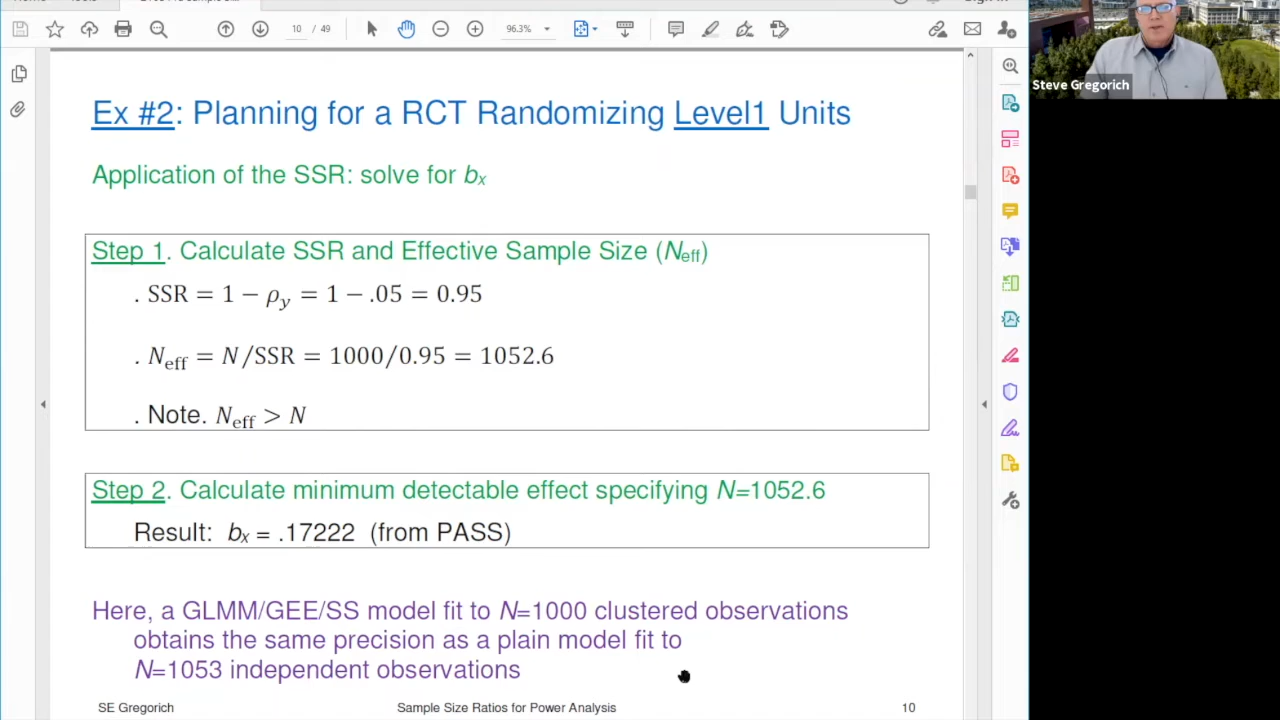 10 / 49
96.3%
Steve Gregorich
Ex #2: Planning for a RCT Randomizing Level1 Units
Application of the SSR: solve for bx
Step 1. Calculate SSR and Effective Sample Size (Neff)
. SSR = 1 − ρy = 1 − .05 = 0.95
. Neff = N/SSR = 1000/0.95 = 1052.6
. Note. Neff > N
Step 2. Calculate minimum detectable effect specifying N=1052.6
Result: bx = .17222 (from PASS)
Here, a GLMM/GEE/SS model fit to N=1000 clustered observations
obtains the same precision as a plain model fit to
N=1053 independent observations
SE Gregorich Sample Size Ratios for Power Analysis 10